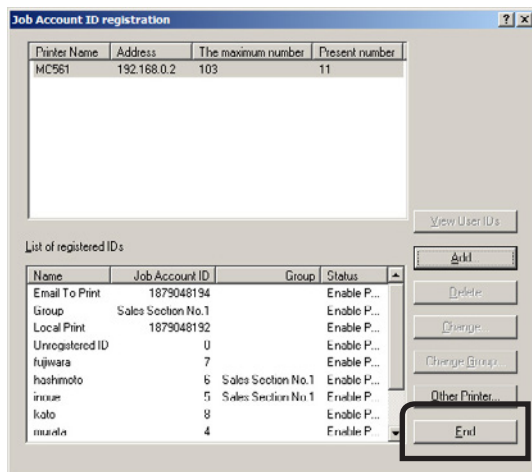 Job Account ID registration
Printer Name Address The maximum number Present number
MC561 192.168.0.2 103 11
View User IDs
List of registered IDs
Add...
Name Job Account ID Group Status
Email To Print 1879048194 Enable P...
Delete
Group Sales Section No.1 Enable P...
Local Print 1879048192 Enable P...
Change...
Unregistered ID 0 Enable P...
fujiwara 7 Enable P...
Change Group...
hashimoto 6 Sales Section No.1 Enable P...
inoue 5 Sales Section No.1 Enable P...
Other Printer...
kato 8 Enable P...
murata 4 Enable P...
End